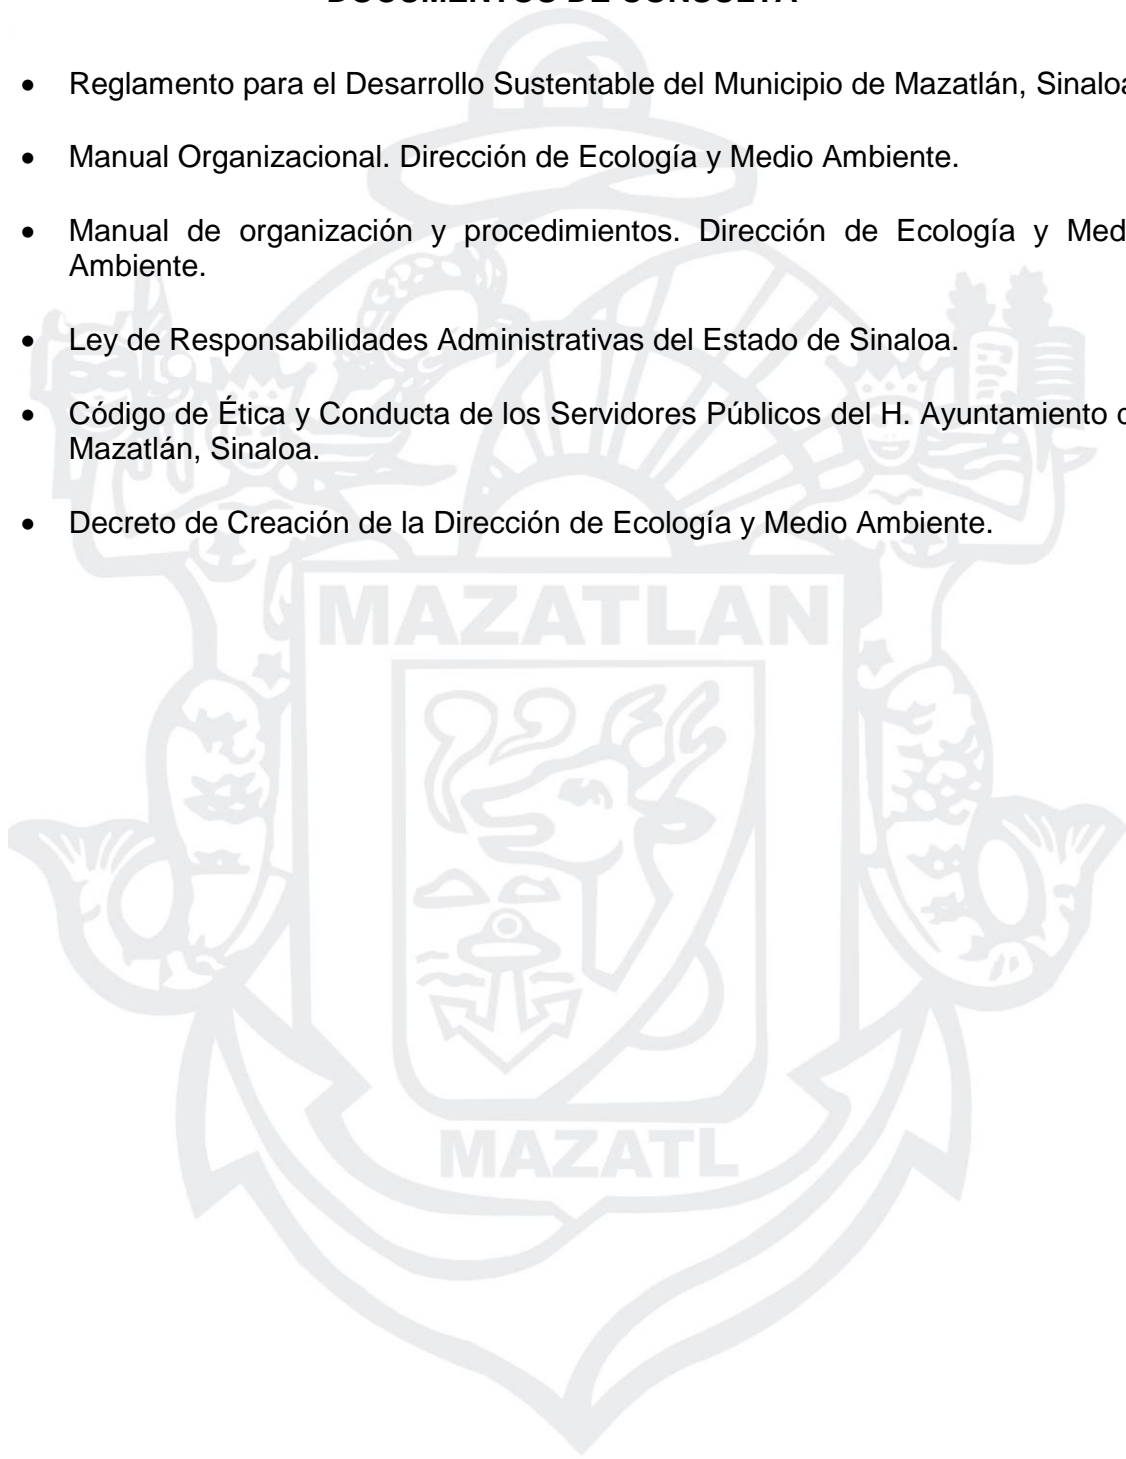 DOCUMENTOS DE CONSULTA
• Reglamento para el Desarrollo Sustentable del Municipio de Mazatlán, Sinaloa
• Manual Organizacional. Dirección de Ecología y Medio Ambiente.
• Manual de organización y procedimientos. Dirección de Ecología y Med
Ambiente.
• Ley de Responsabilidades Administrativas del Estado de Sinaloa.
• Código de Ética y Conducta de los Servidores Públicos del H. Ayuntamiento d
Mazatlán, Sinaloa.
• Decreto de Creación de la Dirección de Ecología y Medio Ambiente.
MAZATLAN
MAZATL